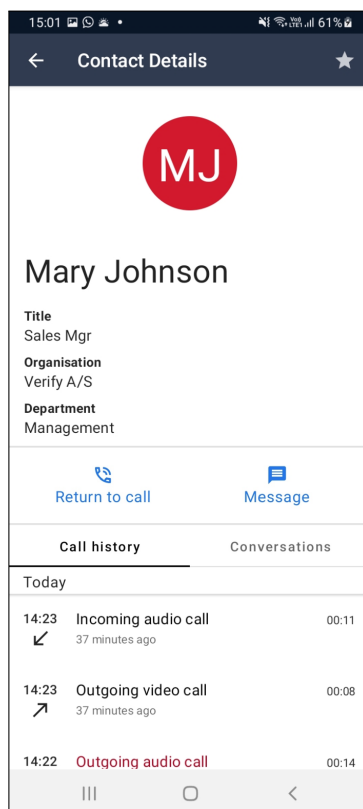 15:01
61%
Contact Details
MJ
Mary Johnson
Title
Sales Mgr
Organisation
Verify A/S
Department
Management
Return to call
Message
Call history
Conversations
Today
14:23 Incoming audio call 00:11
37 minutes ago
14:23 Outgoing video call 00:08
37 minutes ago
14:22 Outgoing audio call 00:14